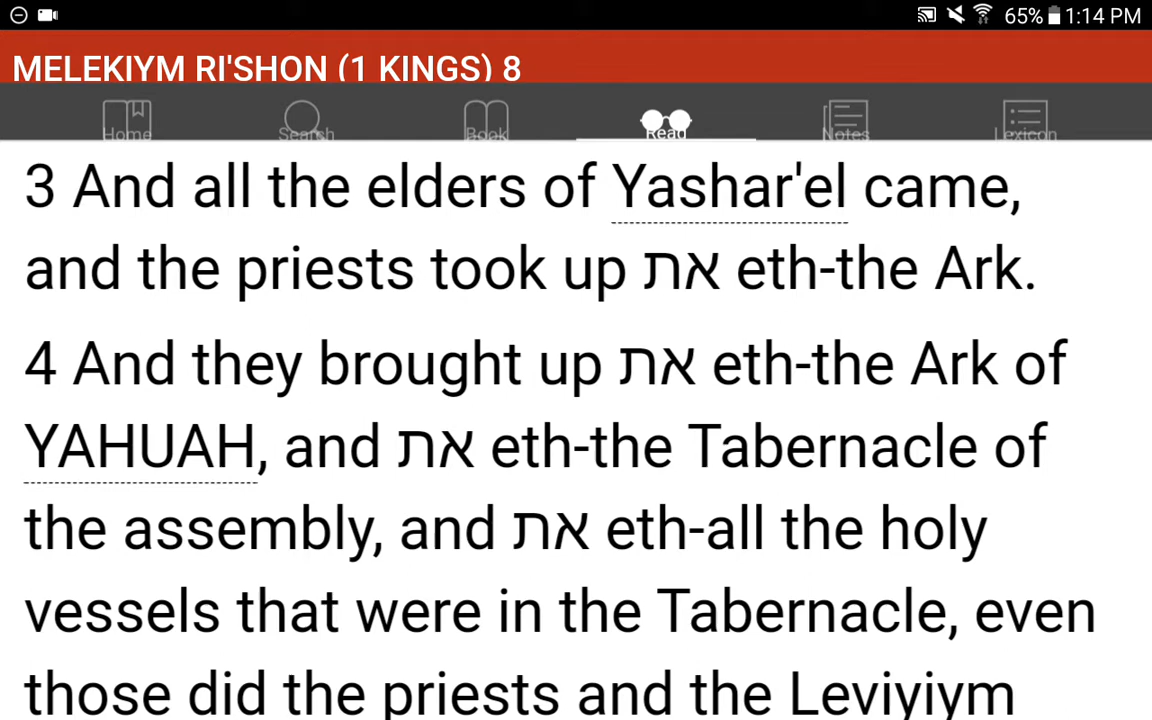 65% 1:14 PM
MELEKIYM RI'SHON (1 KINGS) 8
Home Search Book Read Notes Lexicon
3 And all the elders of Yashar'el came,
and the priests took up את eth-the Ark.
4 And they brought up את eth-the Ark of
YAHUAH, and את eth-the Tabernacle of
the assembly, and את eth-all the holy
vessels that were in the Tabernacle, even
those did the priests and the Leviyiym